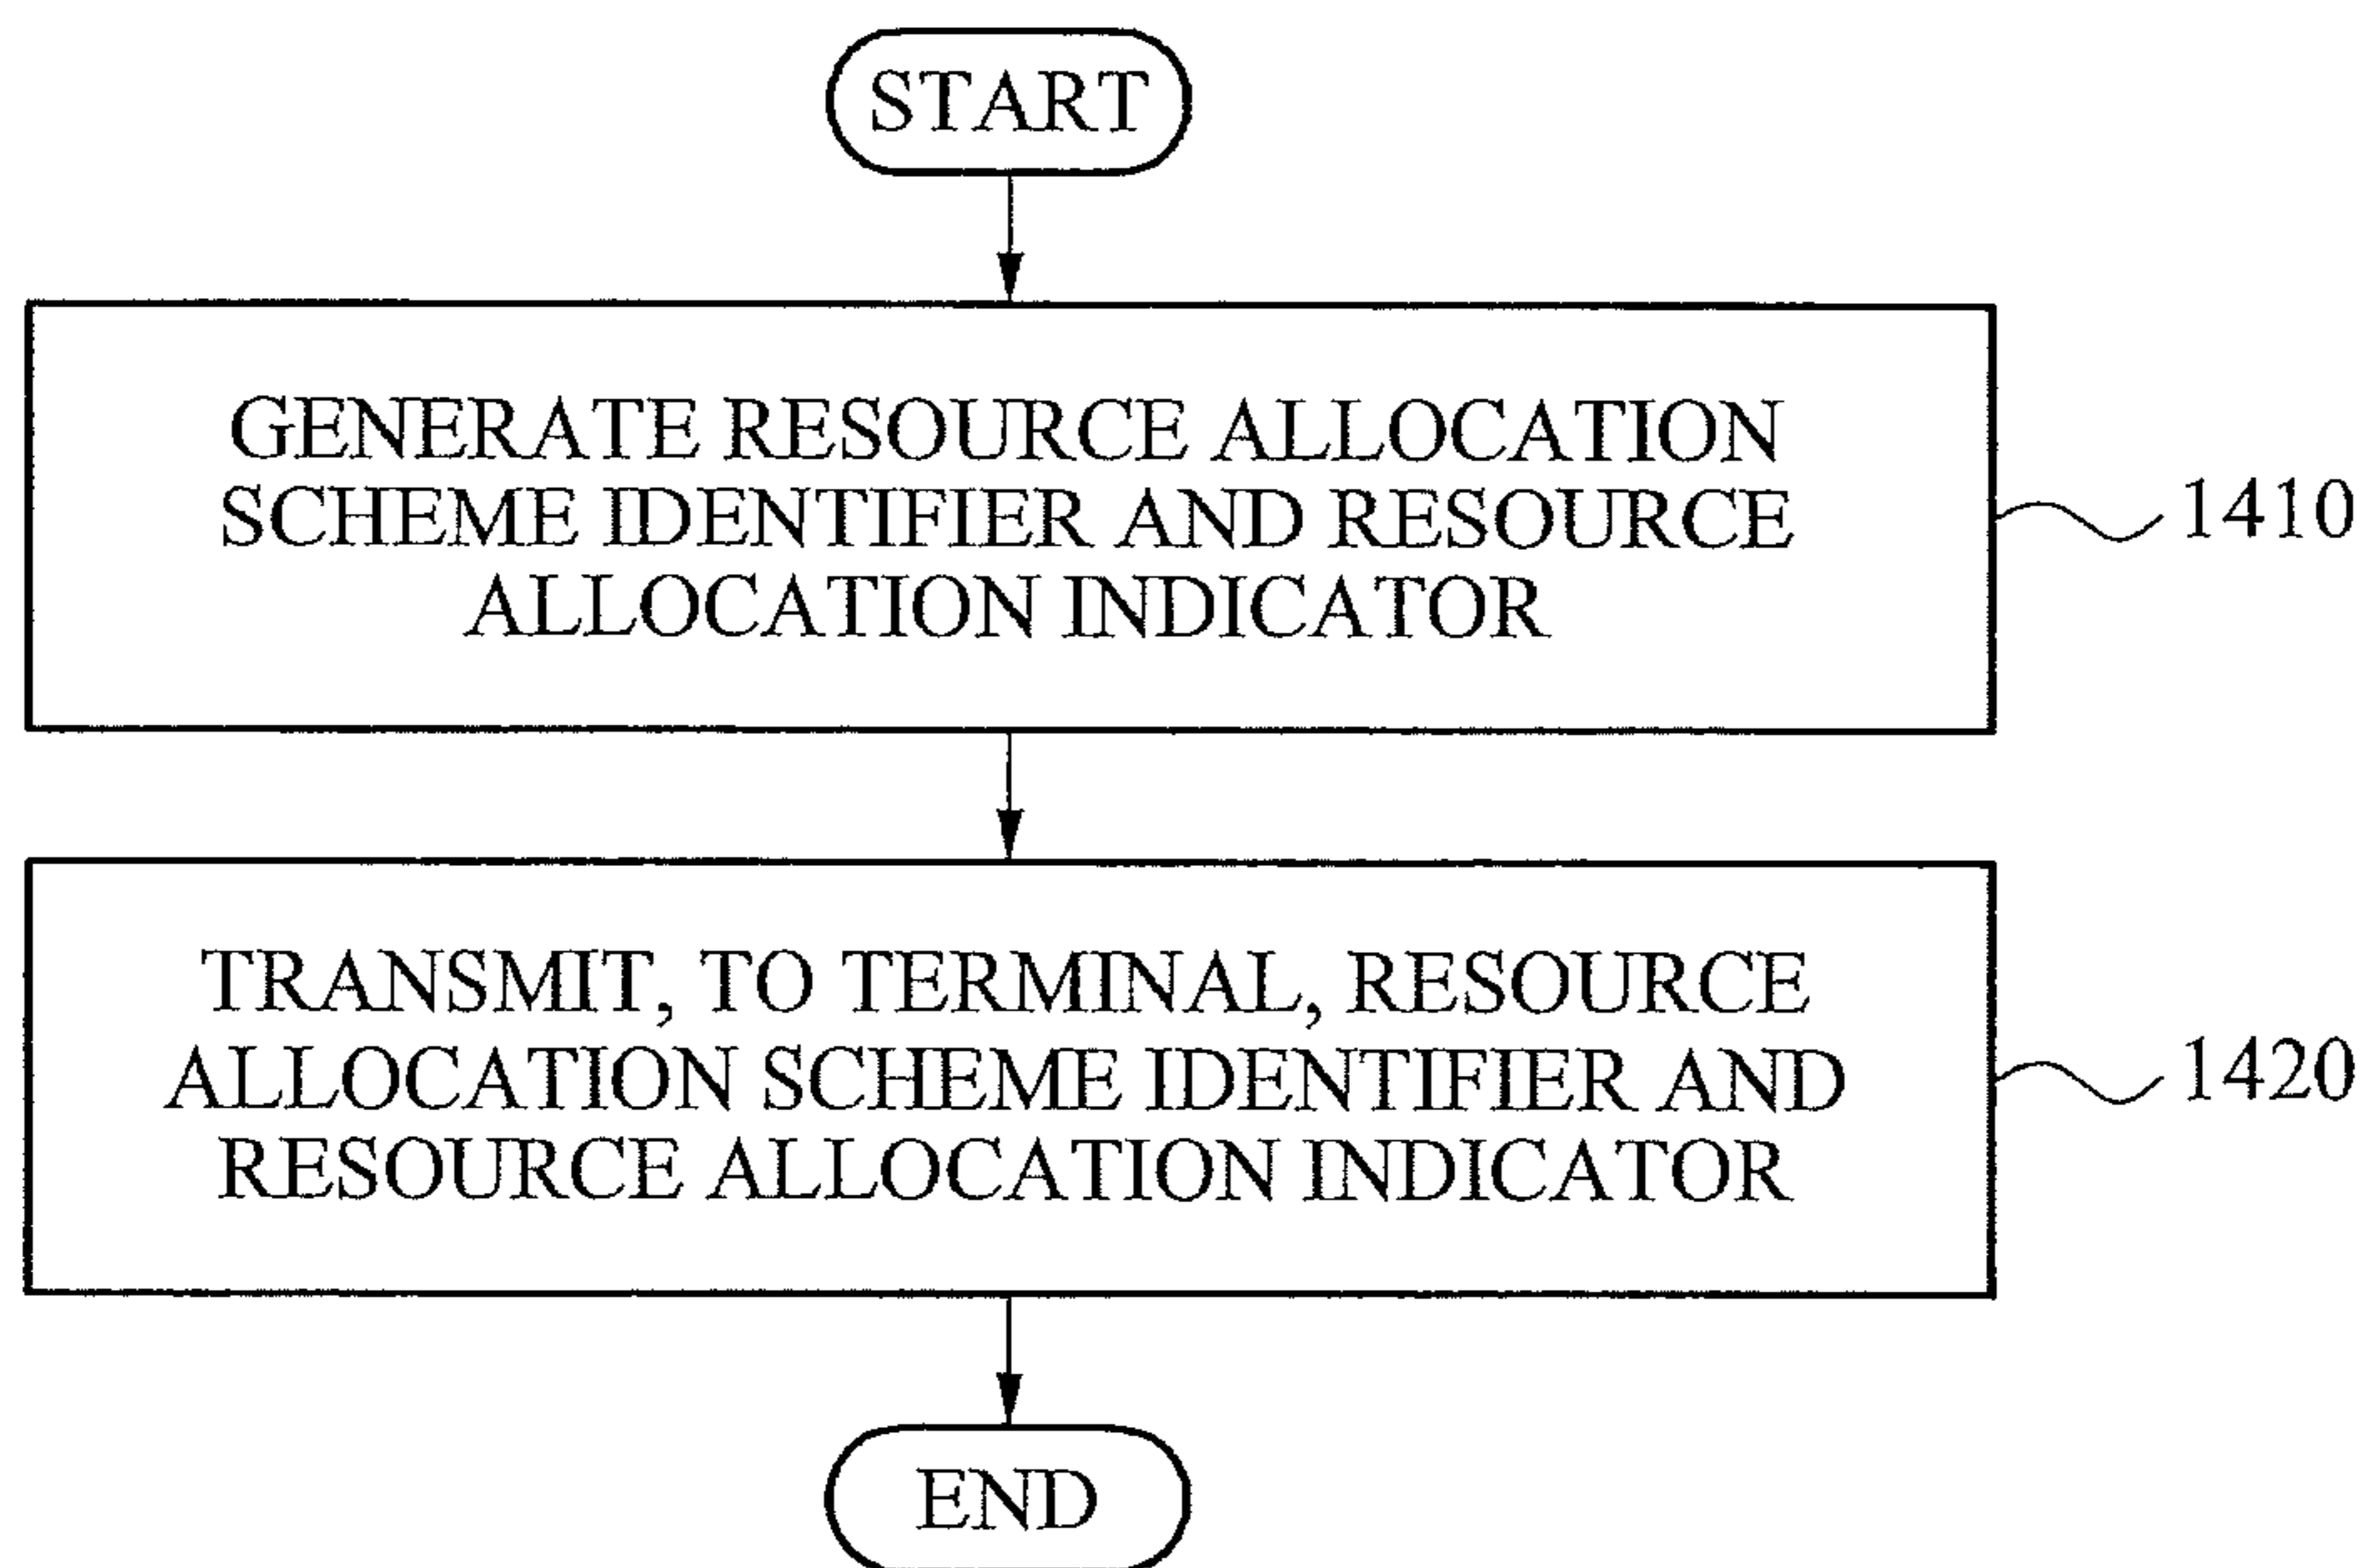 START
GENERATE RESOURCE ALLOCATION
SCHEME IDENTIFIER AND RESOURCE
ALLOCATION INDICATOR
1410
TRANSMIT, TO TERMINAL, RESOURCE
ALLOCATION SCHEME IDENTIFIER AND
RESOURCE ALLOCATION INDICATOR
1420
END